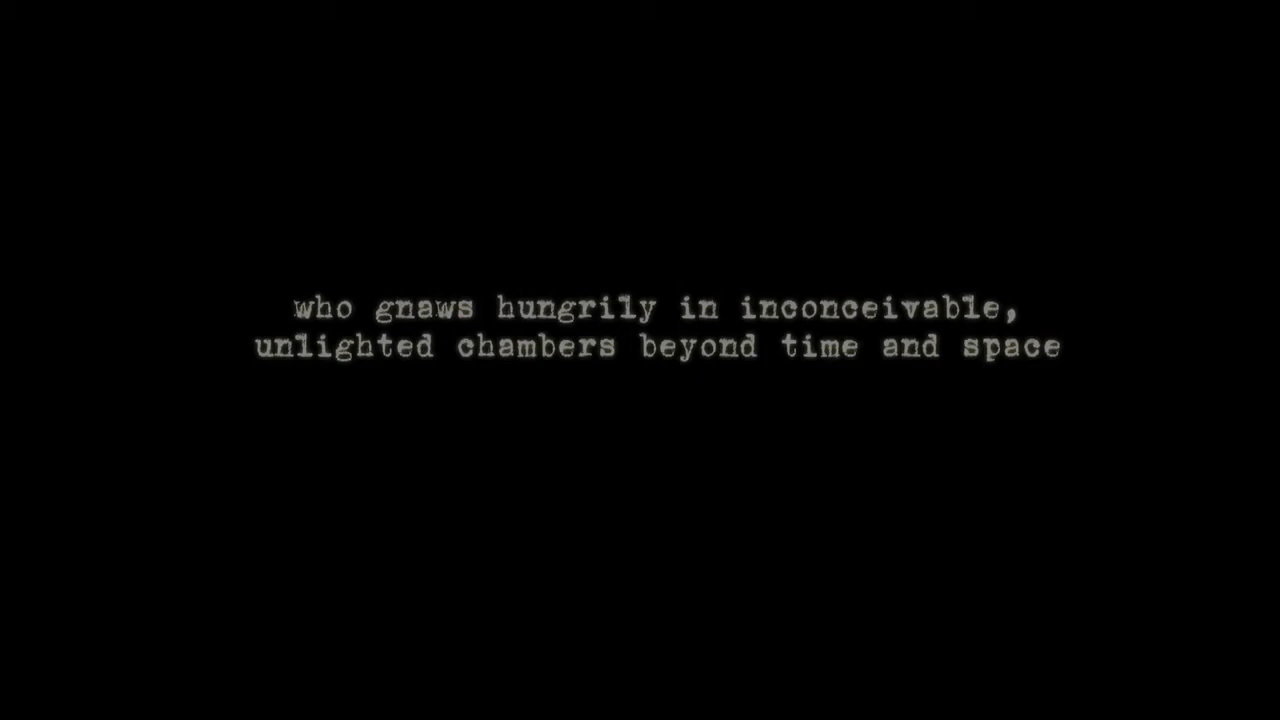 who gnaws hungrily in inconceivable,
unlighted chambers beyond time and space